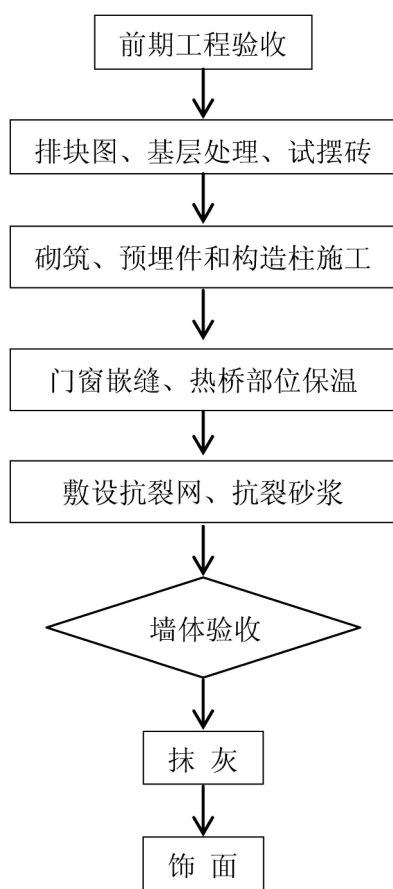 前期工程验收
排块图、基层处理、试摆砖
砌筑、预埋件和构造柱施工
门窗嵌缝、热桥部位保温
敷设抗裂网、抗裂砂浆
墙体验收
抹 灰
饰 面